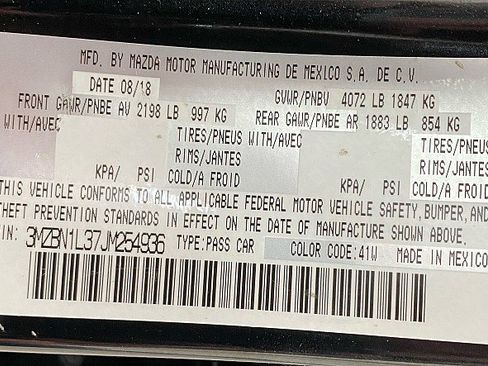 MFD. BY MAZDA MOTOR MANUFACTURING DE MEXICO S.A. DE C.V.
DATE 08/18 GVWR/PNBV 4072 LB 1847 KG
FRONT GAWR/PNBE AV 2198 LB 997 KG REAR GAWR/PNBE AR 1883 LB 854 KG
WITH/AVEC TIRES/PNEUS WITH/AVEC TIRES/PNEUS
RIMS/JANTES RIMS/JANTES
KPA/ PSI COLD/A FROID KPA/ PSI COLD/A FROID
THIS VEHICLE CONFORMS TO ALL APPLICABLE FEDERAL MOTOR VEHICLE SAFETY, BUMPER, AND
THEFT PREVENTION STANDARDS IN EFFECT ON THE DATE OF MANUFACTURE SHOWN ABOVE.
IN: 3MZBN1L37JM254936 TYPE:PASS CAR COLOR CODE:41W MADE IN MEXICO